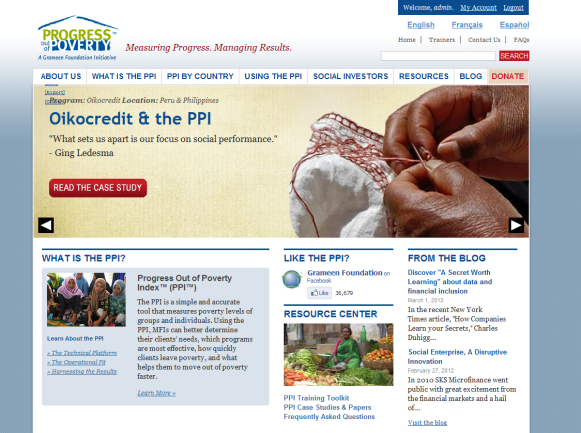 Welcome, admin. My Account Logout
English Français Español
Home Trainers Contact Us FAQs
PROGRESS
out of POVERTY™
A Grameen Foundation Initiative
Measuring Progress. Managing Results.
SEARCH
ABOUT US WHAT IS THE PPI PPI BY COUNTRY USING THE PPI SOCIAL INVESTORS RESOURCES BLOG DONATE
Program: Oikocredit Location: Peru & Philippines
Oikocredit & the PPI
"What sets us apart is our focus on social performance."
- Ging Ledesma
READ THE CASE STUDY
WHAT IS THE PPI?
Progress Out of Poverty
Index™ (PPI™)
The PPI is a simple and accurate
tool that measures poverty levels of
groups and individuals. Using the
PPI, MFIs can better determine
their clients' needs, which programs
are most effective, how quickly
clients leave poverty, and what
helps them to move out of poverty
faster.
Learn More »
Learn About the PPI
» The Technical Platform
» The Operational Fit
» Harnessing the Results
LIKE THE PPI?
Grameen Foundation on
Facebook
Like 36,679
RESOURCE CENTER
PPI Training Toolkit
PPI Case Studies & Papers
Frequently Asked Questions
FROM THE BLOG
Discover "A Secret Worth
Learning" about data and
financial inclusion
March 1, 2012
In the recent New York
Times article, "How Companies
Learn your Secrets," Charles
Duhigg...
Social Enterprise, A Disruptive
Innovation
February 27, 2012
In 2010 SKS Microfinance went
public with great excitement from
the financial markets and a hail
of...
Visit the blog